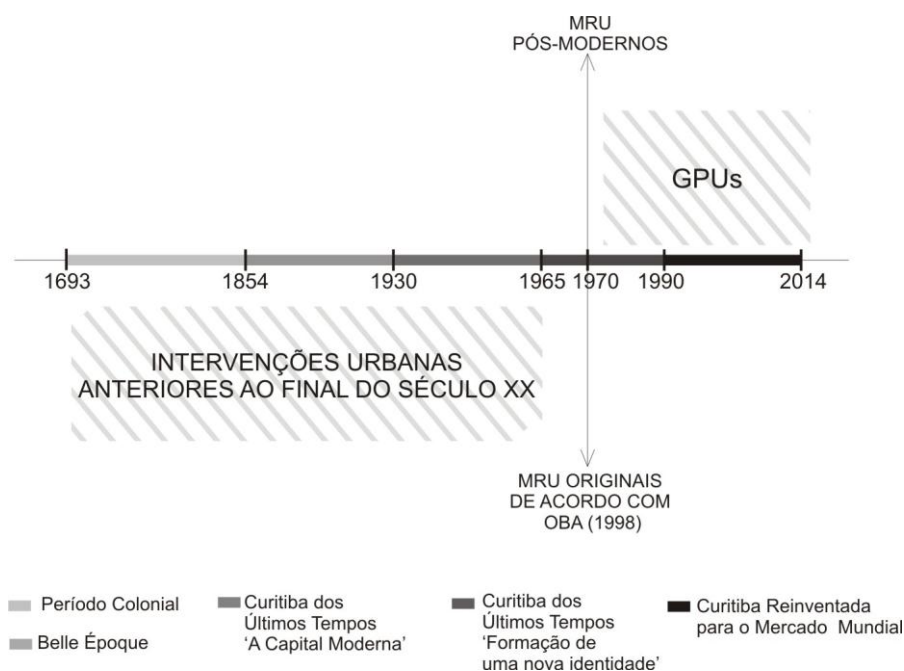 MRU
PÓS-MODERNOS
GPUs
1693
1854
1930
1965
1970
1990
2014
INTERVENÇÕES URBANAS
ANTERIORES AO FINAL DO SÉCULO XX
MRU ORIGINAIS
DE ACORDO COM
OBA (1998)
Período Colonial
Belle Époque
Curitiba dos
Últimos Tempos
‘A Capital Moderna’
Curitiba dos
Últimos Tempos
‘Formação de
uma nova identidade’
Curitiba Reinventada
para o Mercado Mundial